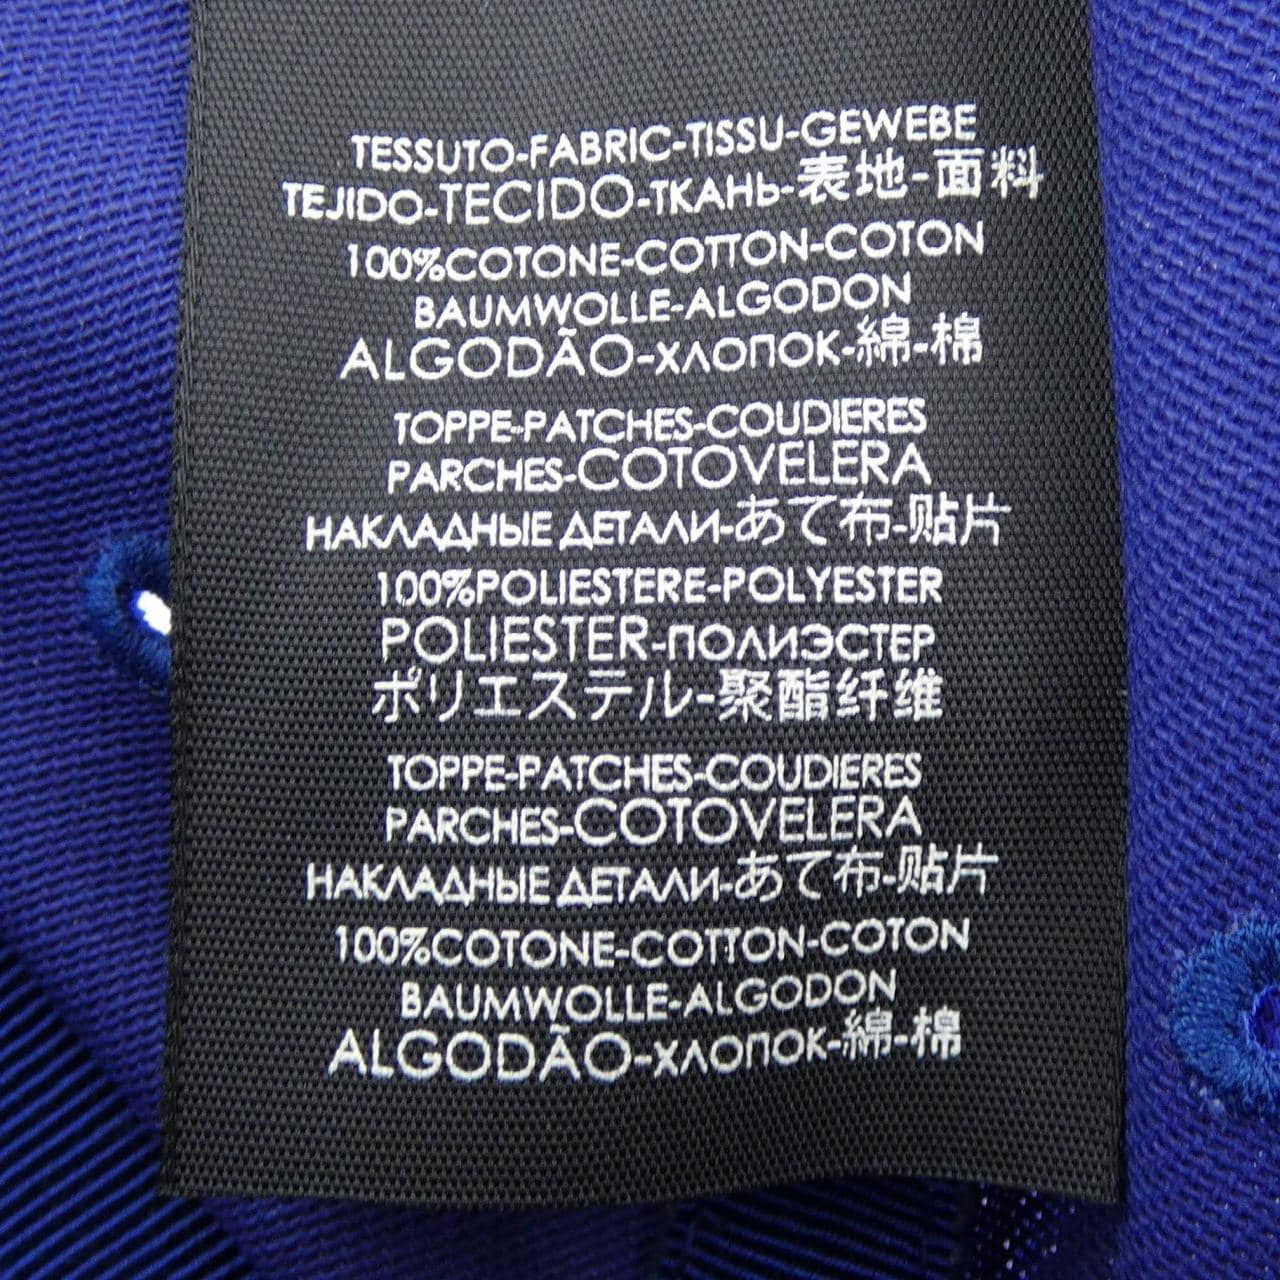 TESSUTO-FABRIC-TISSU-GEWEBE
TEJIDO-TECIDO-ТКАНЬ-表地-面料
100%COTONE-COTTON-COTON
BAUMWOLLE-ALGODON
ALGODÃO-ХЛОПОК-綿-棉
TOPPE-PATCHES-COUDIERES
PARCHES-COTOVELERA
НАКЛАДНЫЕ ДЕТАЛИ-あて布-贴片
100%POLIESTERE-POLYESTER
POLIESTER-ПОЛИЭСТЕР
ポリエステル-聚酯纤维
TOPPE-PATCHES-COUDIERES
PARCHES-COTOVELERA
НАКЛАДНЫЕ ДЕТАЛИ-あて布-贴片
100%COTONE-COTTON-COTON
BAUMWOLLE-ALGODON
ALGODÃO-ХЛОПОК-綿-棉